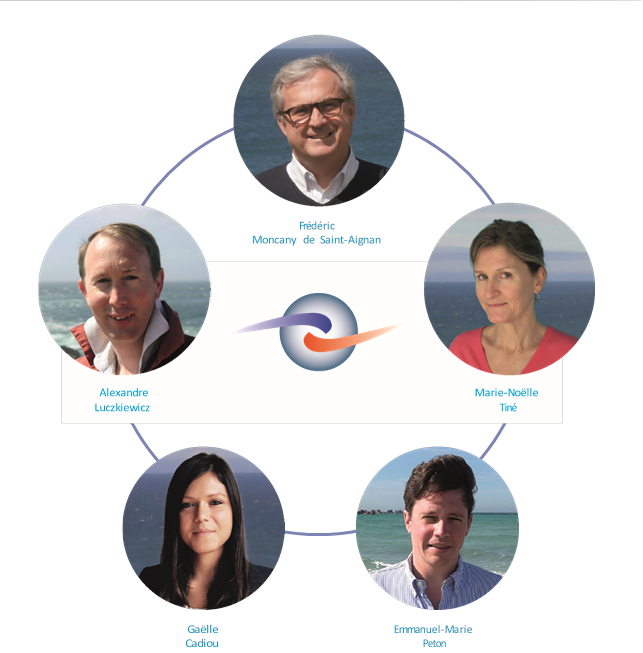 Frédéric
Moncany de Saint-Aignan
Alexandre
Luczkiewicz
Marie-Noëlle
Tiné
Gaëlle
Cadiou
Emmanuel-Marie
Peton